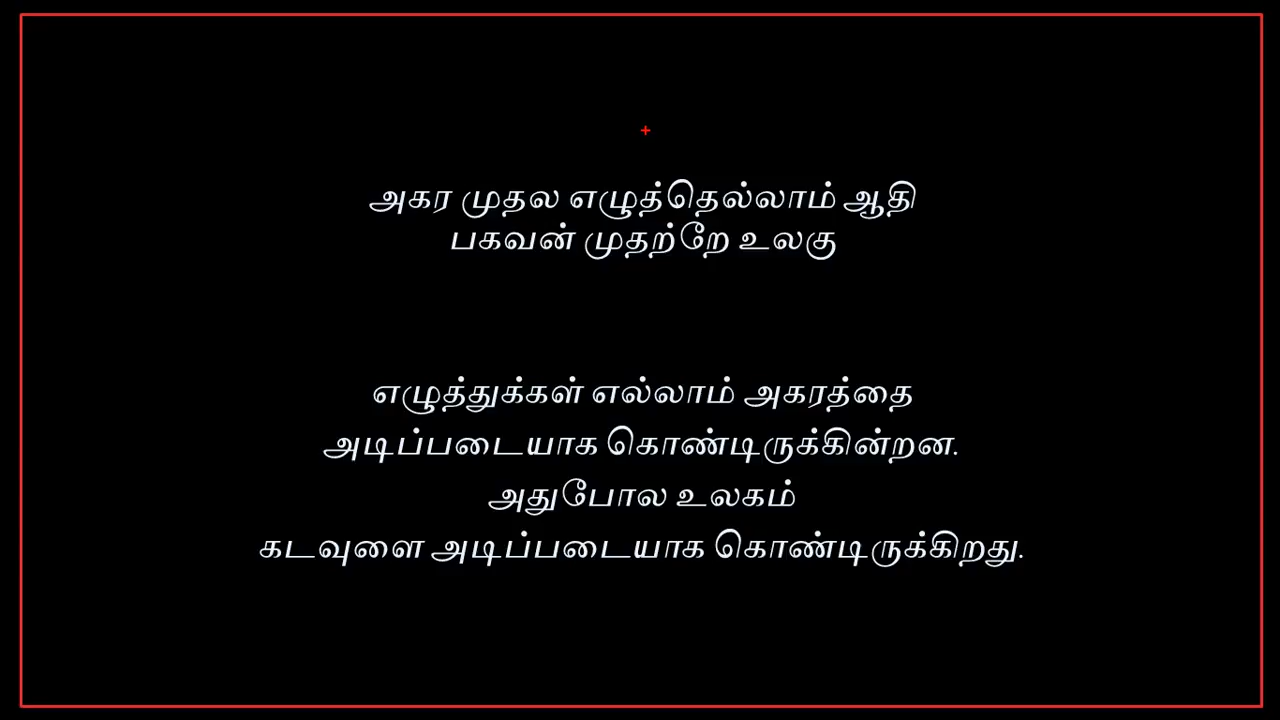 +
அகர முதல எழுத்தெல்லாம் ஆதி
பகவன் முதற்றே உலகு
எழுத்துக்கள் எல்லாம் அகரத்தை
அடிப்படையாக கொண்டிருக்கின்றன.
அதுபோல உலகம்
கடவுளை அடிப்படையாக கொண்டிருக்கிறது.